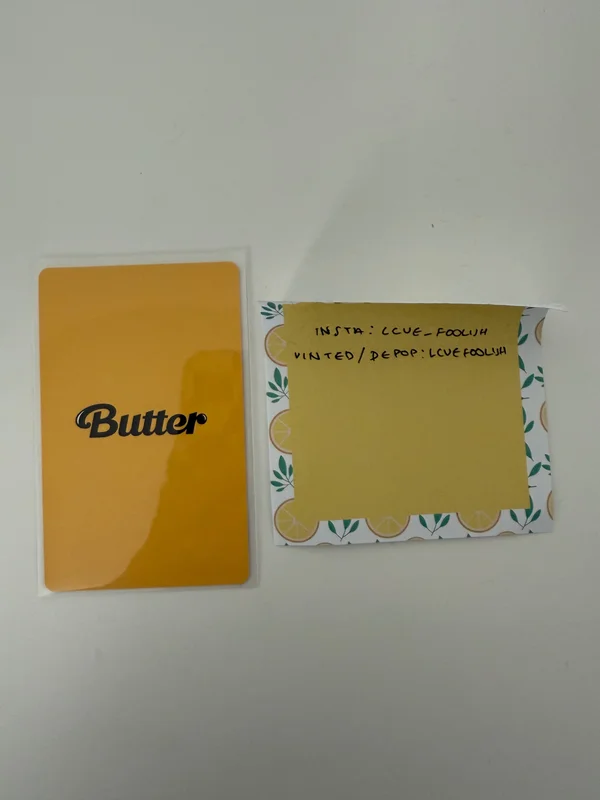 Butter
INSTA: LCVE_FOOLISH
VINTED/DEPOP: LCVEFOOLISH